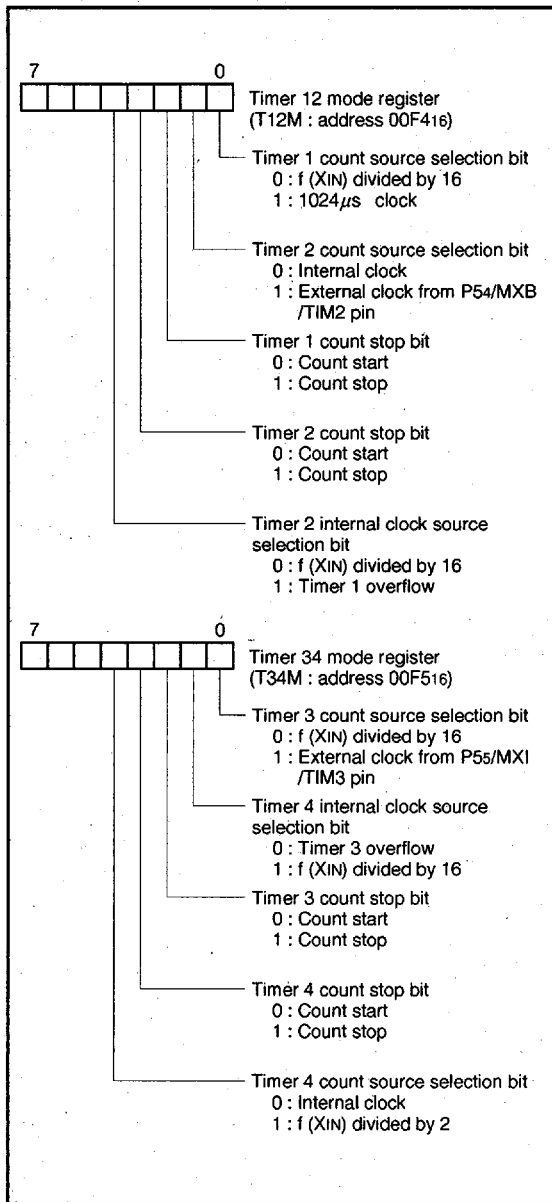 7 0
Timer 12 mode register
(T12M : address 00F416)
Timer 1 count source selection bit
0 : f (XIN) divided by 16
1 : 1024μs clock
Timer 2 count source selection bit
0 : Internal clock
1 : External clock from P54/MXB
/TIM2 pin
Timer 1 count stop bit
0 : Count start
1 : Count stop
Timer 2 count stop bit
0 : Count start
1 : Count stop
Timer 2 internal clock source
selection bit
0 : f (XIN) divided by 16
1 : Timer 1 overflow
7 0
Timer 34 mode register
(T34M : address 00F516)
Timer 3 count source selection bit
0 : f (XIN) divided by 16
1 : External clock from P55/MXI
/TIM3 pin
Timer 4 internal clock source
selection bit
0 : Timer 3 overflow
1 : f (XIN) divided by 16
Timer 3 count stop bit
0 : Count start
1 : Count stop
Timer 4 count stop bit
0 : Count start
1 : Count stop
Timer 4 count source selection bit
0 : Internal clock
1 : f (XIN) divided by 2